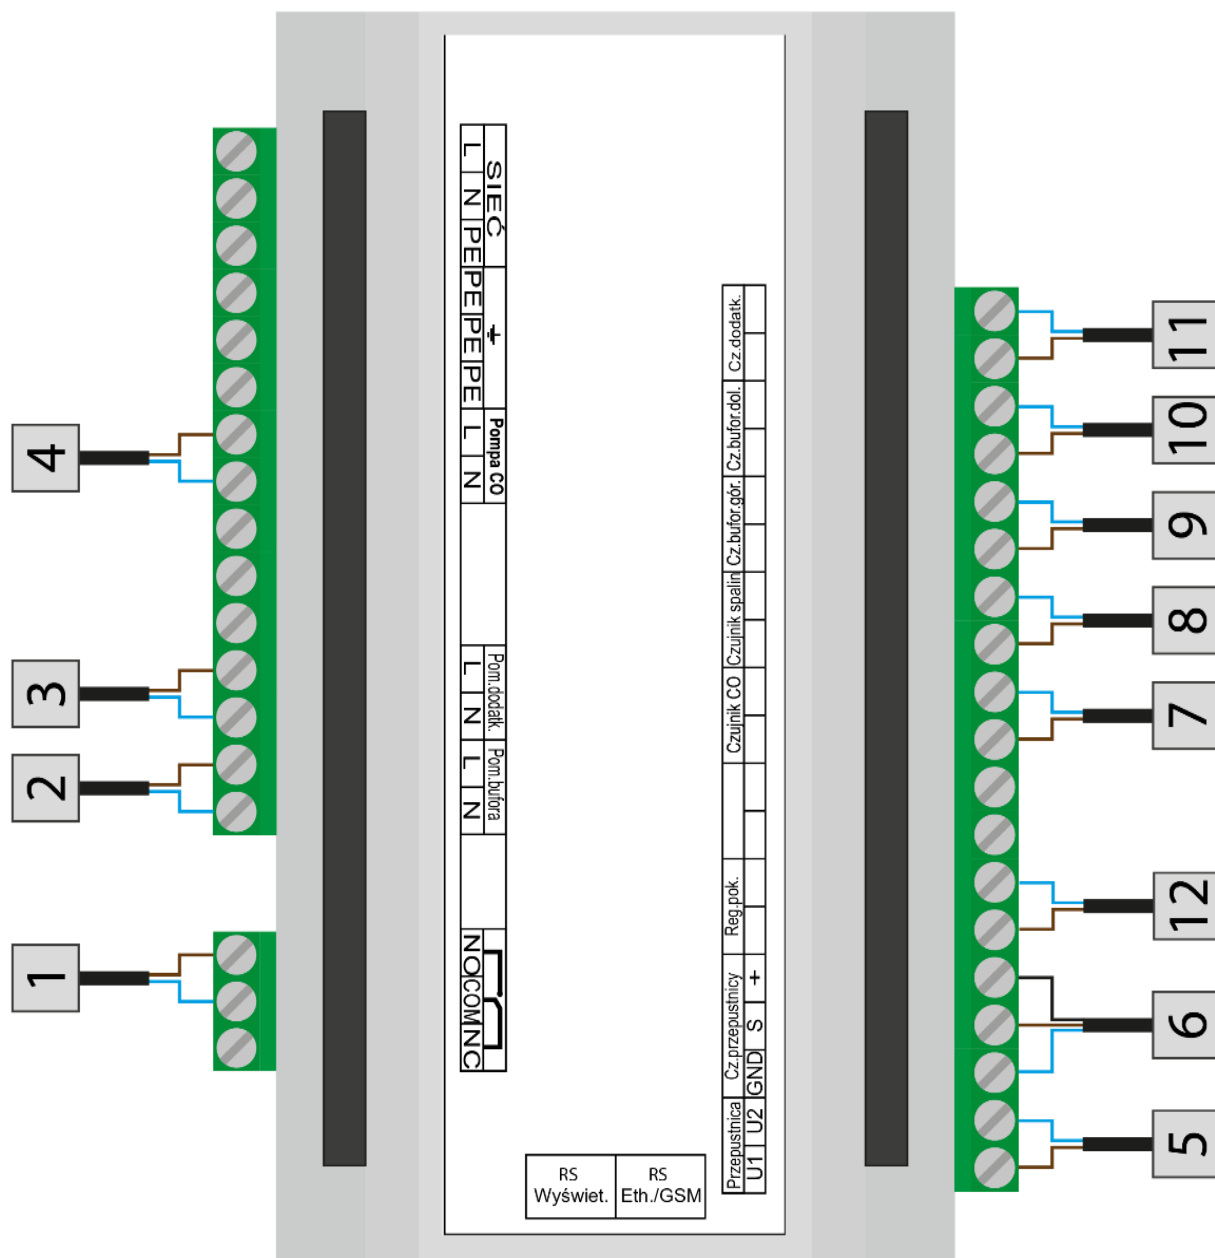 4
3
2
1
SIEĆ
L N PE PE PE PE
Pompa CO
L N
Pom.dodatk.
L N
Pom.bufora
L N
NO COM NC
Cz.dodatk.
Cz.bufor.dol.
Cz.bufor.gór.
Czujnik spalin
Czujnik CO
Reg.pok.
Cz.przepustnicy
+ S GND
Przepustnica
U2 U1
RS
Wyświet.
RS
Eth./GSM
11
10
9
8
7
12
6
5